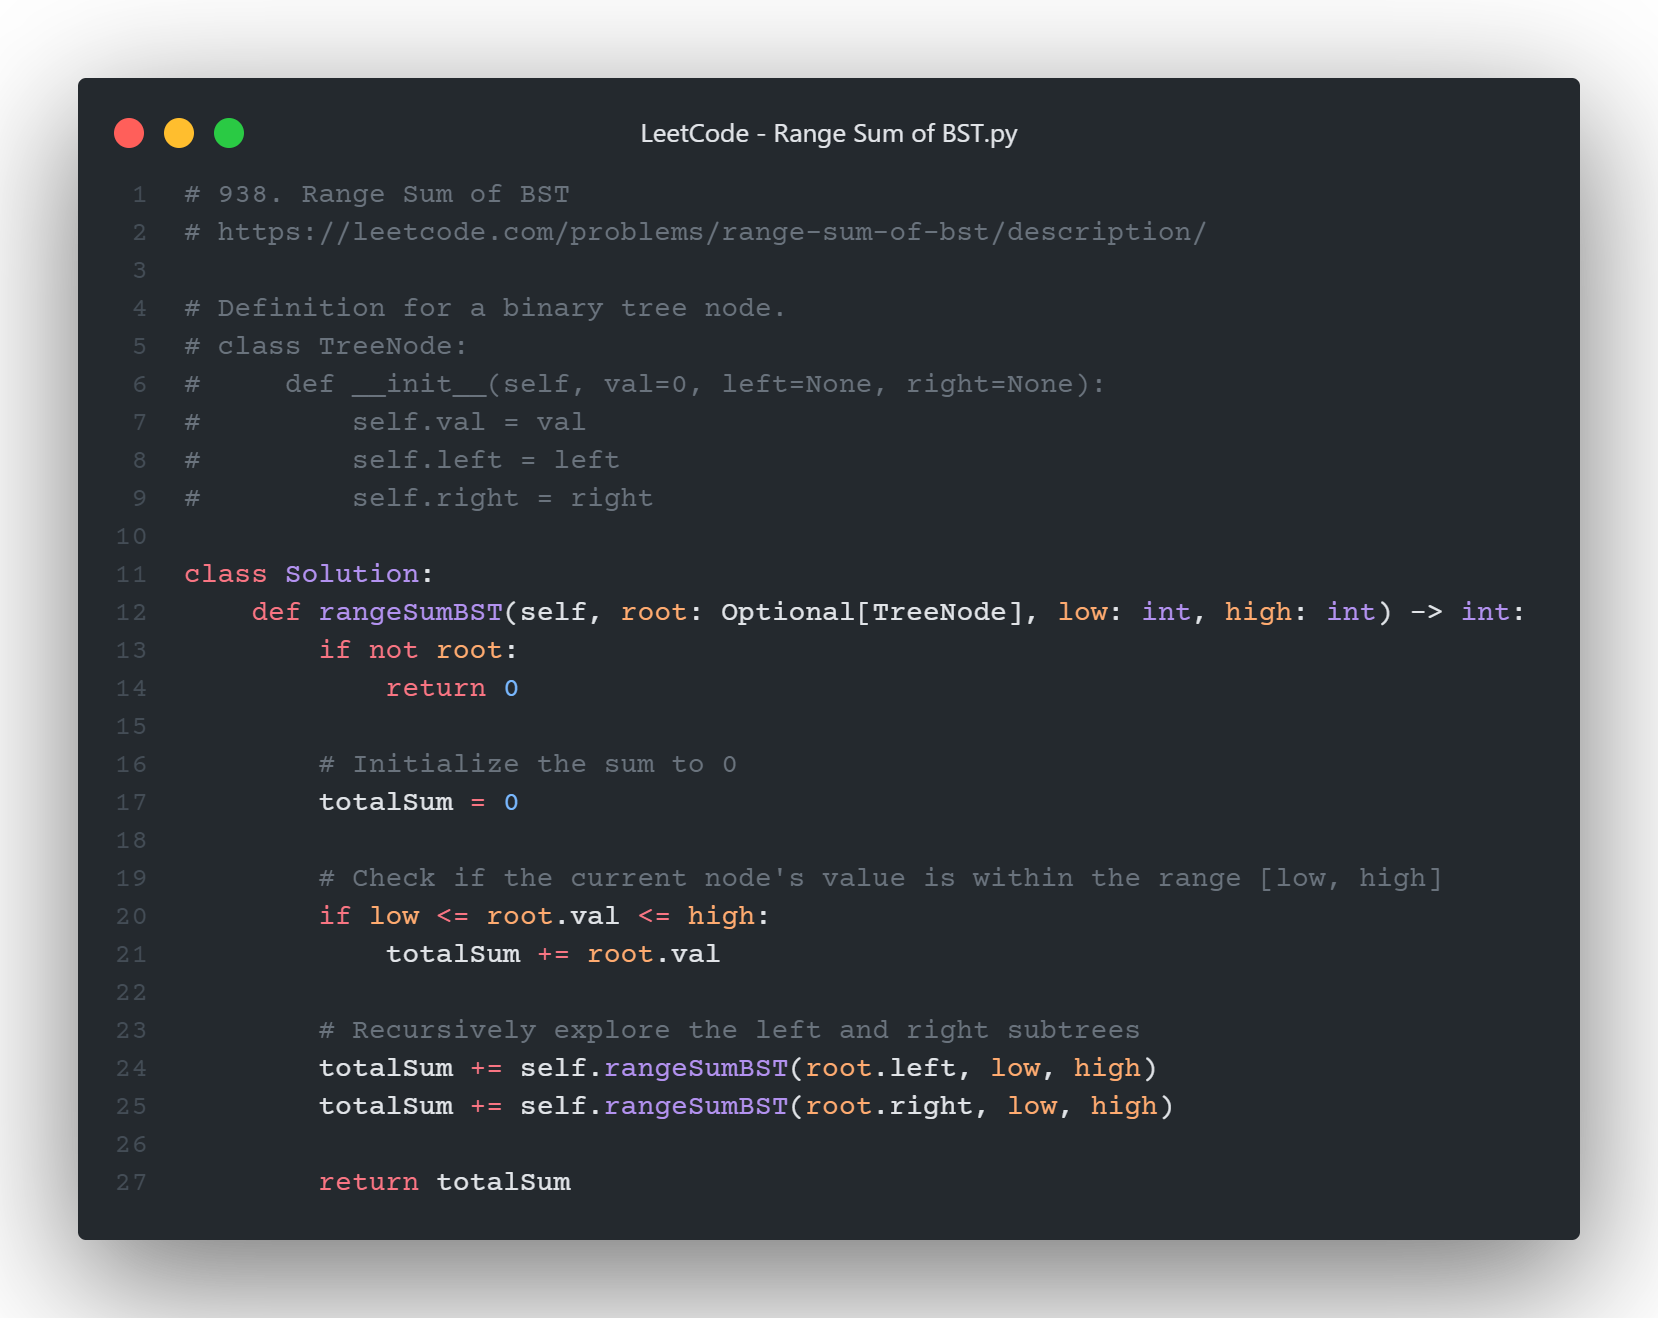 LeetCode - Range Sum of BST.py
1 # 938. Range Sum of BST
2 # https://leetcode.com/problems/range-sum-of-bst/description/
3
4 # Definition for a binary tree node.
5 # class TreeNode:
6 #     def __init__(self, val=0, left=None, right=None):
7 #         self.val = val
8 #         self.left = left
9 #         self.right = right
10
11 class Solution:
12     def rangeSumBST(self, root: Optional[TreeNode], low: int, high: int) -> int:
13         if not root:
14             return 0
15
16         # Initialize the sum to 0
17         totalSum = 0
18
19         # Check if the current node's value is within the range [low, high]
20         if low <= root.val <= high:
21             totalSum += root.val
22
23         # Recursively explore the left and right subtrees
24         totalSum += self.rangeSumBST(root.left, low, high)
25         totalSum += self.rangeSumBST(root.right, low, high)
26
27         return totalSum